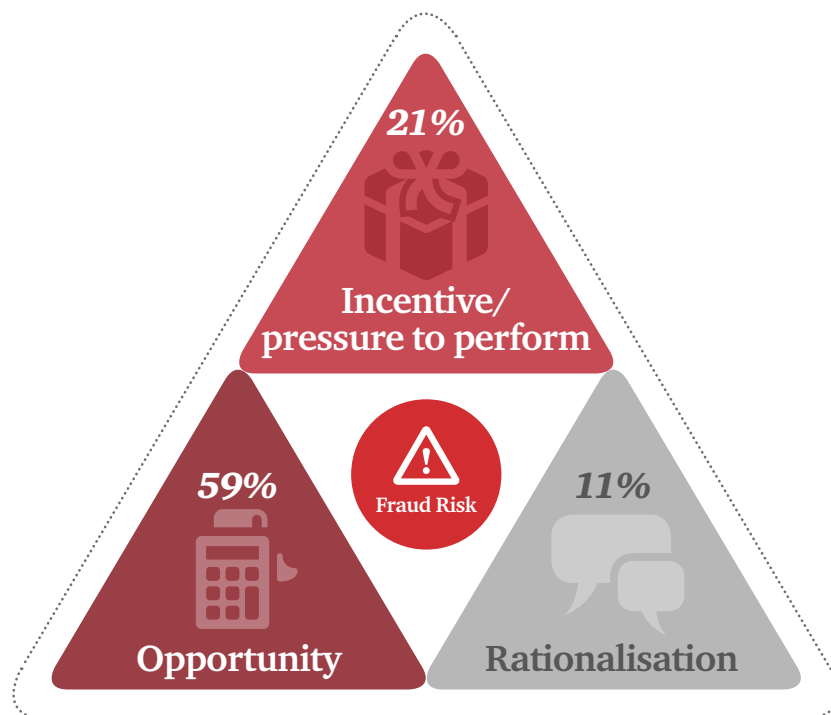 21%
Incentive/
pressure to perform
59%
Opportunity
Fraud Risk
11%
Rationalisation